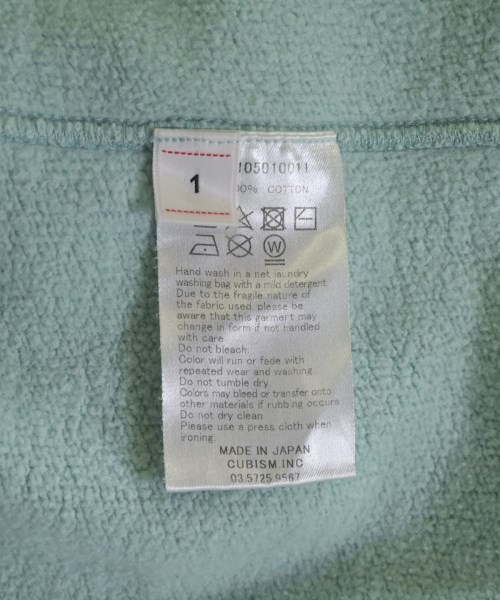 1
105010011
COTTON
W
Hand wash in a net laundry
washing bag with a mild detergent.
Due to the fragile nature of
the fabric used, please be
aware that this garment may
change in form if not handled
with care.
Do not bleach.
Color will run or fade with
repeated wear and washing.
Do not tumble dry.
Colors may bleed or transfer onto
other materials if rubbing occurs.
Do not dry clean.
Please use a press cloth when
ironing.
MADE IN JAPAN
CUBISM INC
03.5725.9567